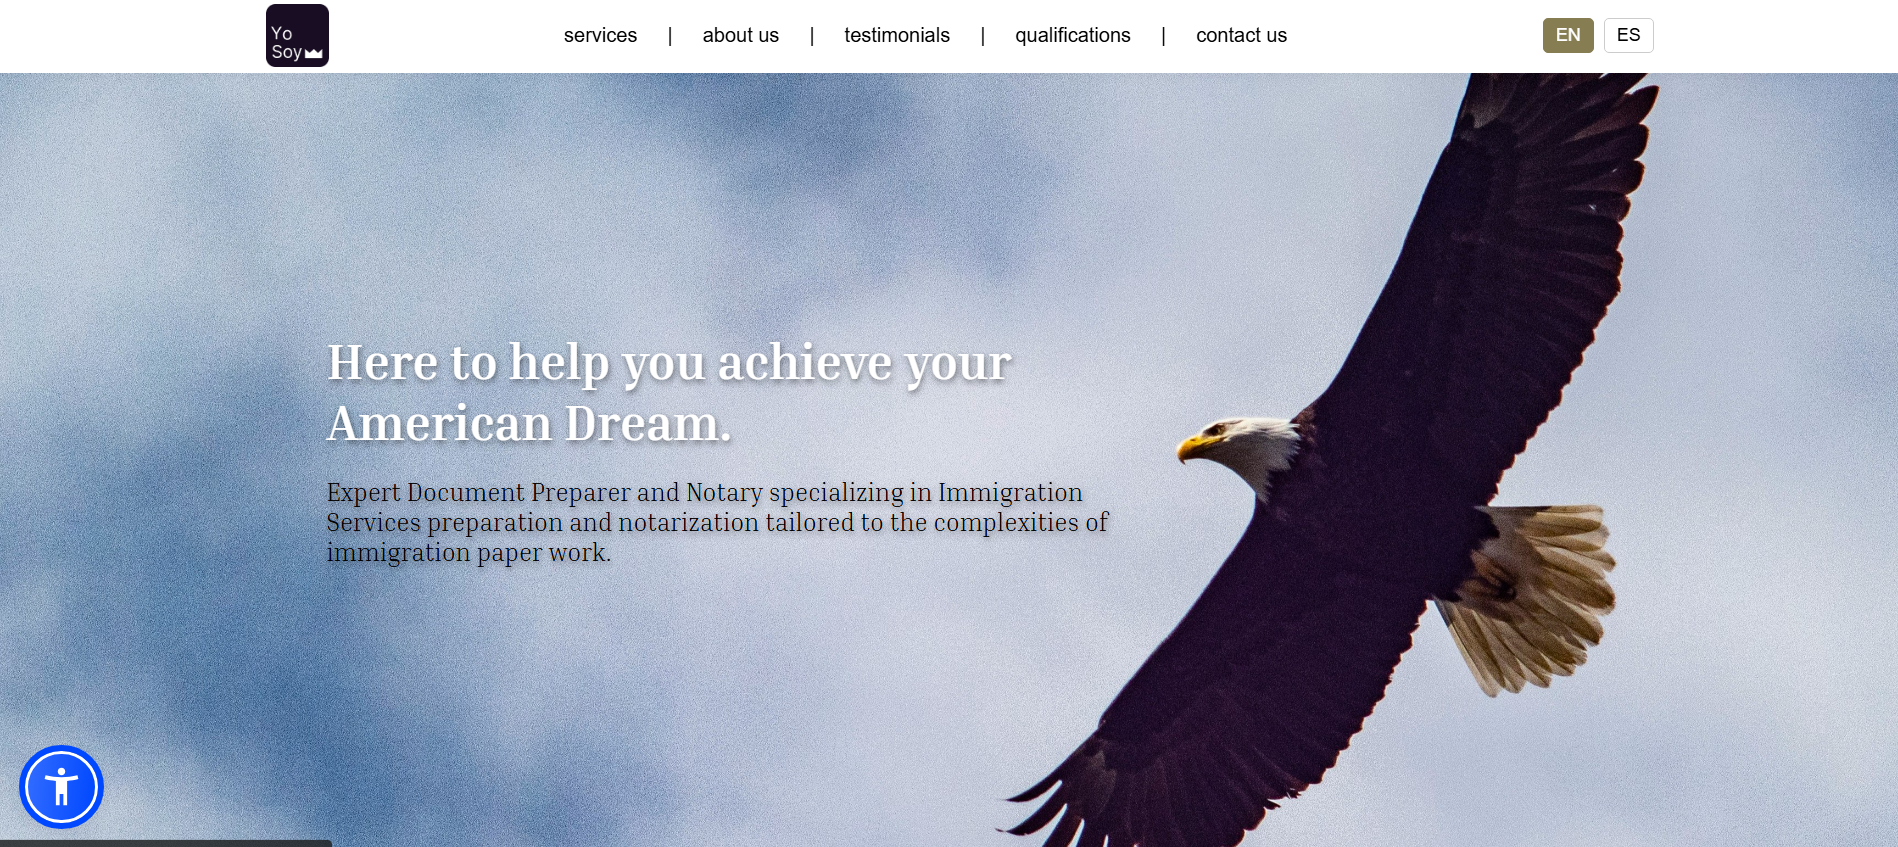 Yo
Soy
services | about us | testimonials | qualifications | contact us
EN ES
Here to help you achieve your
American Dream.
Expert Document Preparer and Notary specializing in Immigration
Services preparation and notarization tailored to the complexities of
immigration paper work.